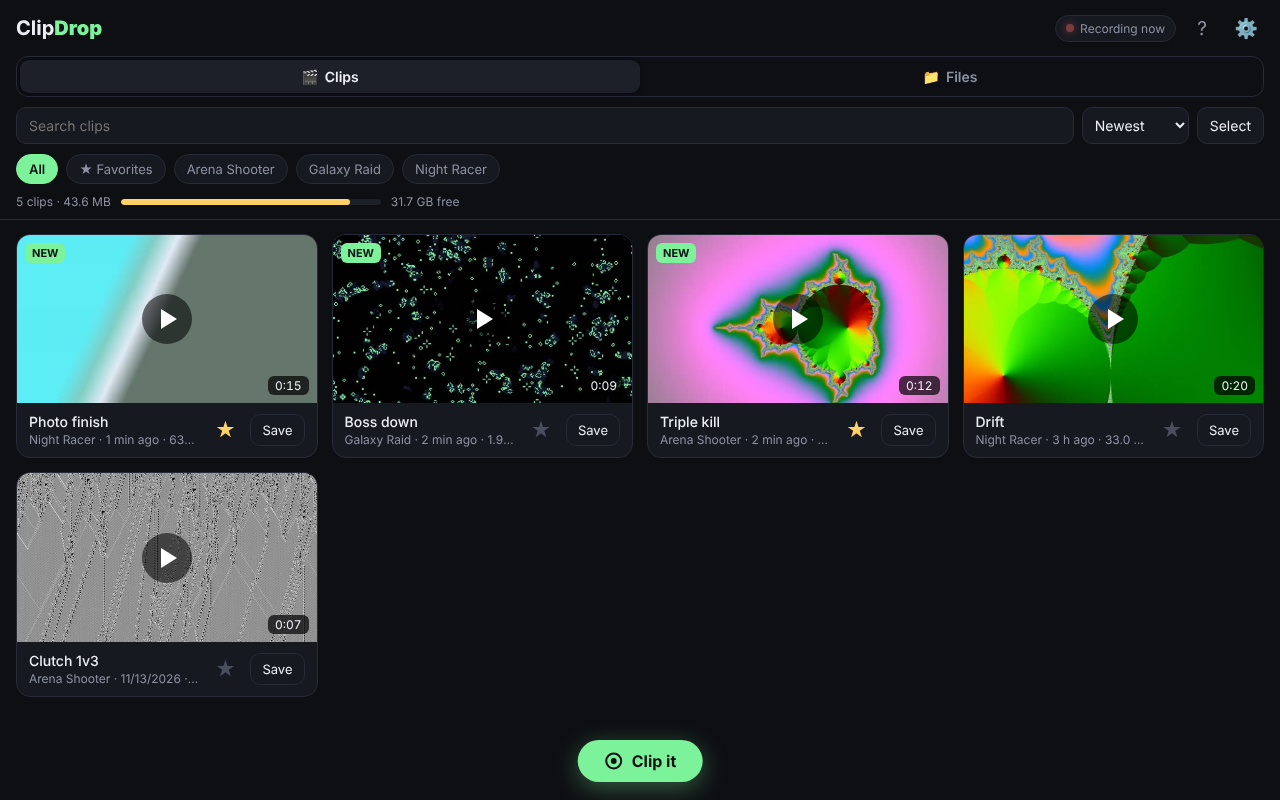 ClipDrop
Recording now
?
🎬 Clips
📁 Files
Search clips
Newest
Select
All
★ Favorites
Arena Shooter
Galaxy Raid
Night Racer
5 clips · 43.6 MB
31.7 GB free
NEW
0:15
Photo finish
Night Racer · 1 min ago · 63…
★
Save
NEW
0:09
Boss down
Galaxy Raid · 2 min ago · 1.9…
★
Save
NEW
0:12
Triple kill
Arena Shooter · 2 min ago · …
★
Save
0:20
Drift
Night Racer · 3 h ago · 33.0 …
★
Save
0:07
Clutch 1v3
Arena Shooter · 11/13/2026 ·…
★
Save
Clip it